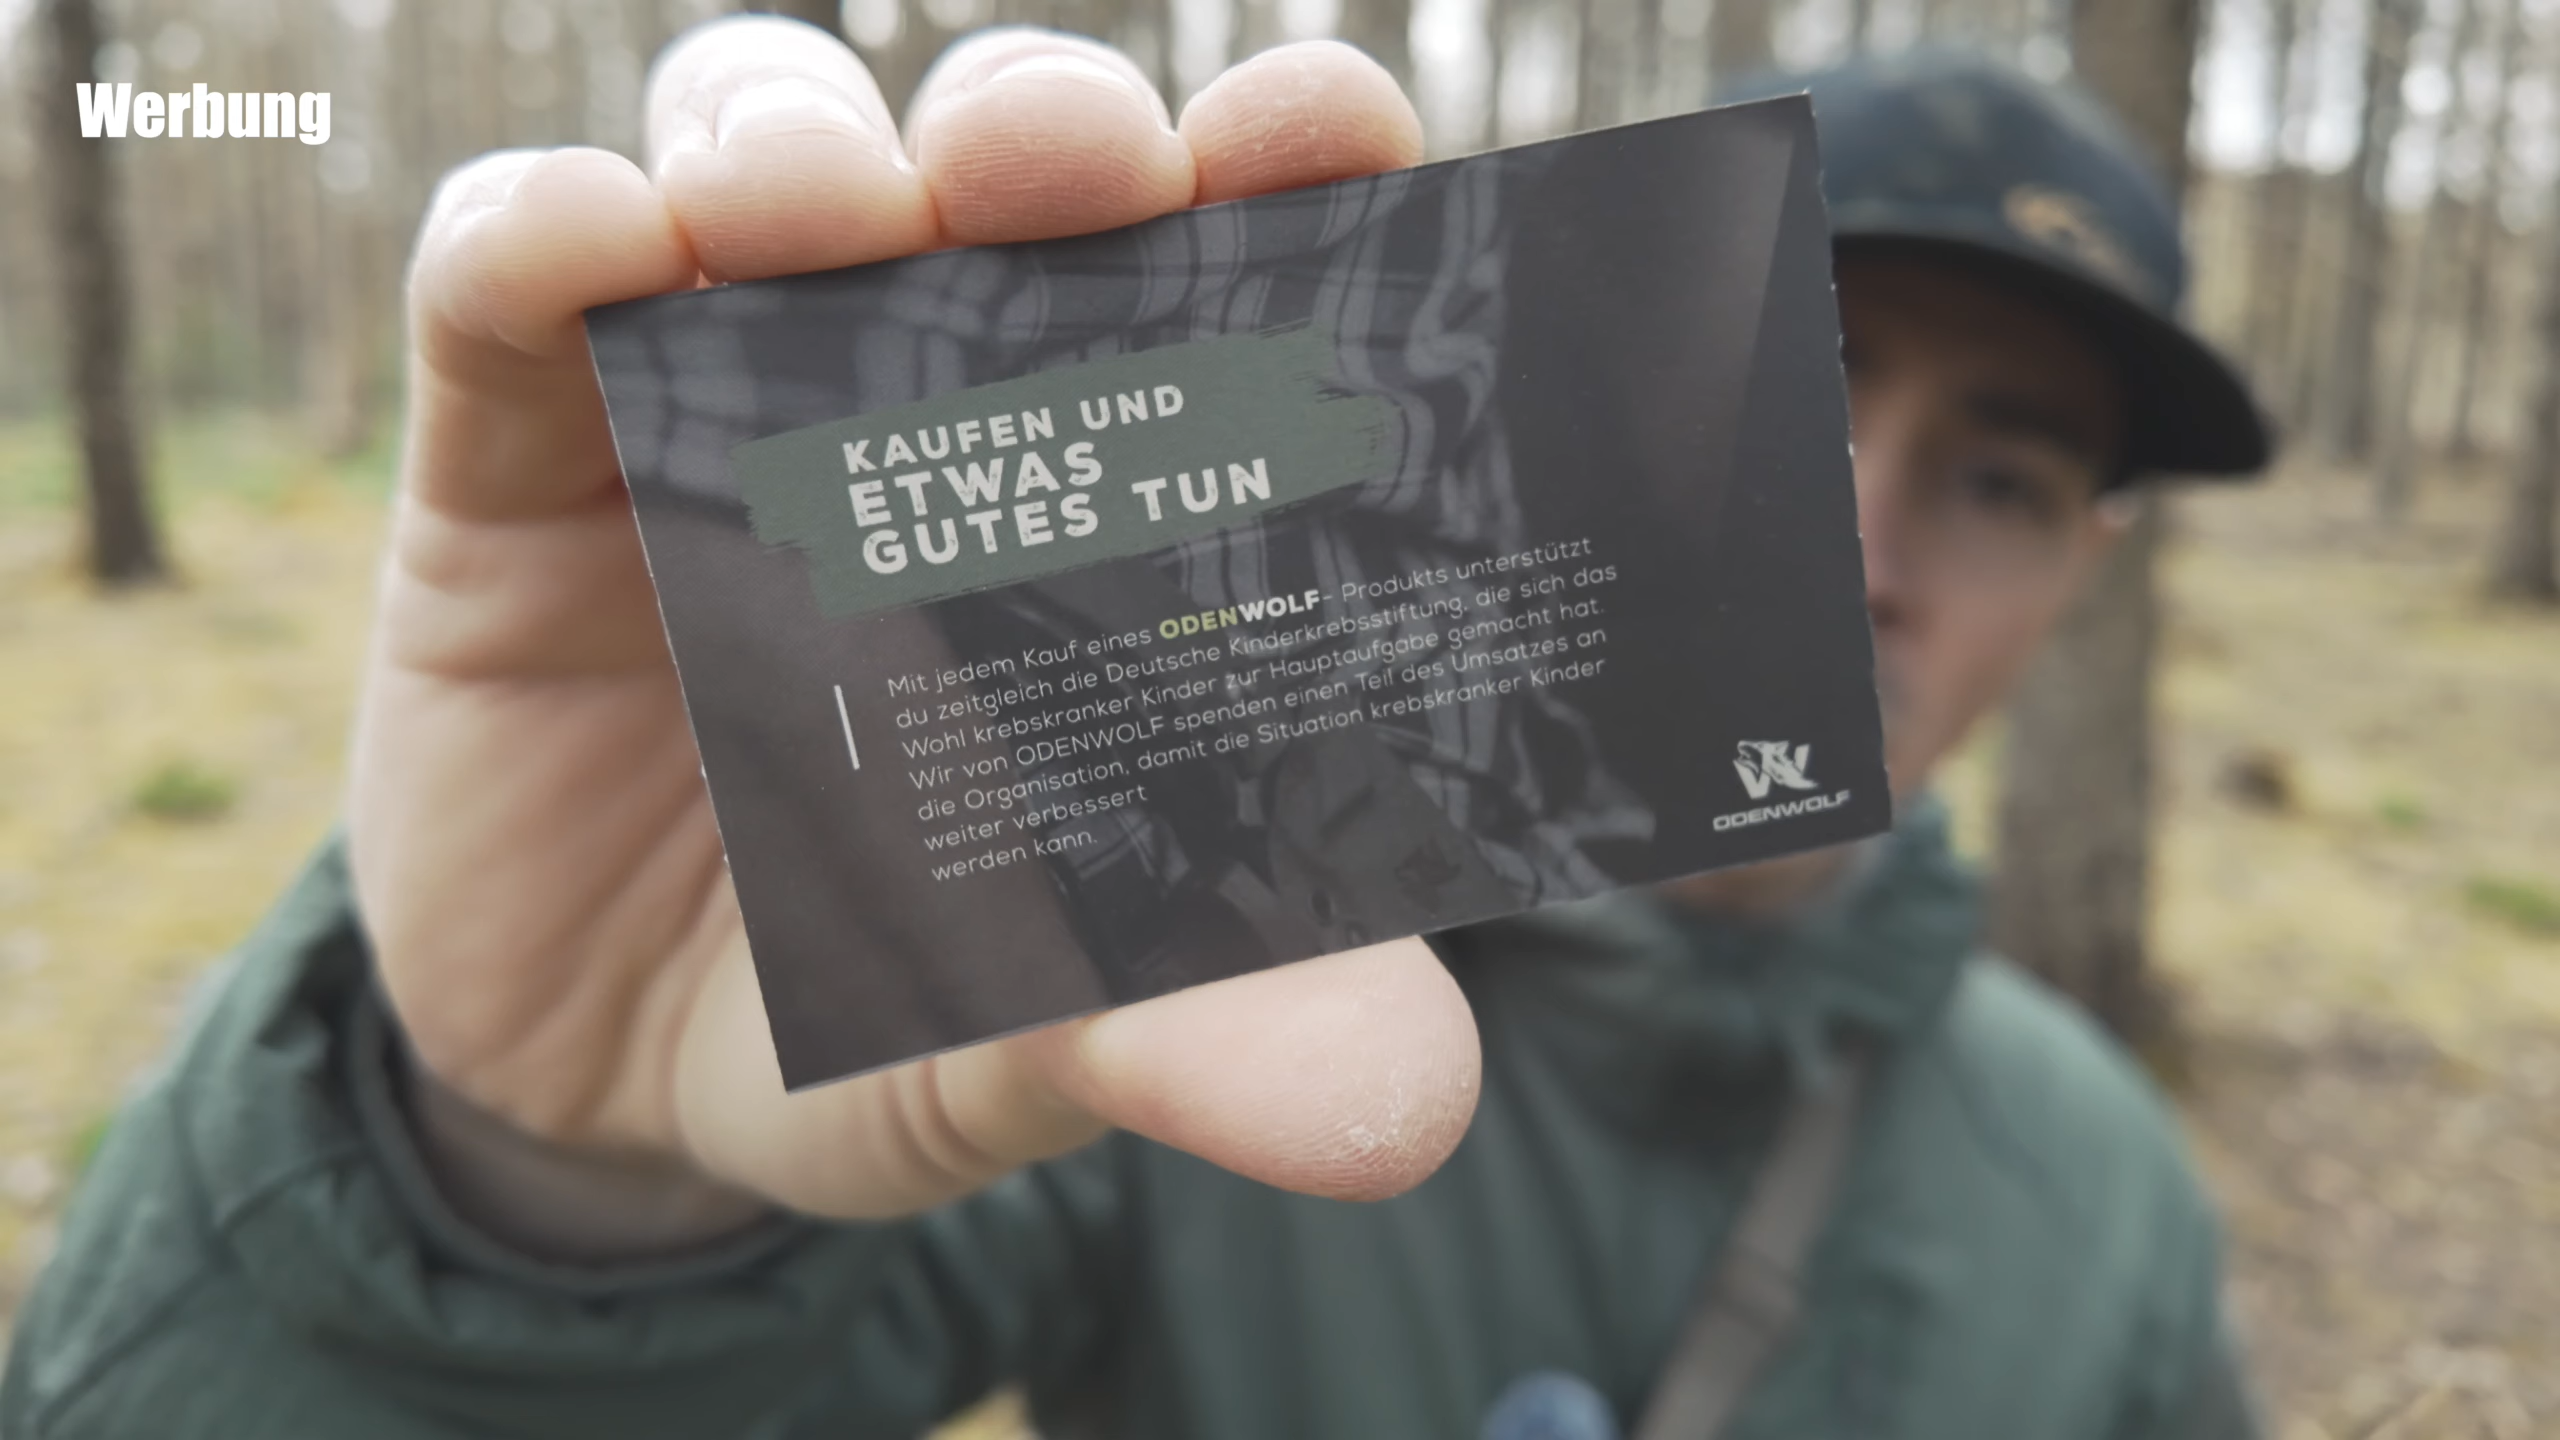 Werbung
KAUFEN UND
ETWAS
GUTES TUN
Mit jedem Kauf eines ODENWOLF- Produkts unterstützt
du zeitgleich die Deutsche Kinderkrebsstiftung, die sich das
Wohl krebskranker Kinder zur Hauptaufgabe gemacht hat.
Wir von ODENWOLF spenden einen Teil des Umsatzes an
die Organisation, damit die Situation krebskranker Kinder
weiter verbessert
werden kann.
ODENWOLF